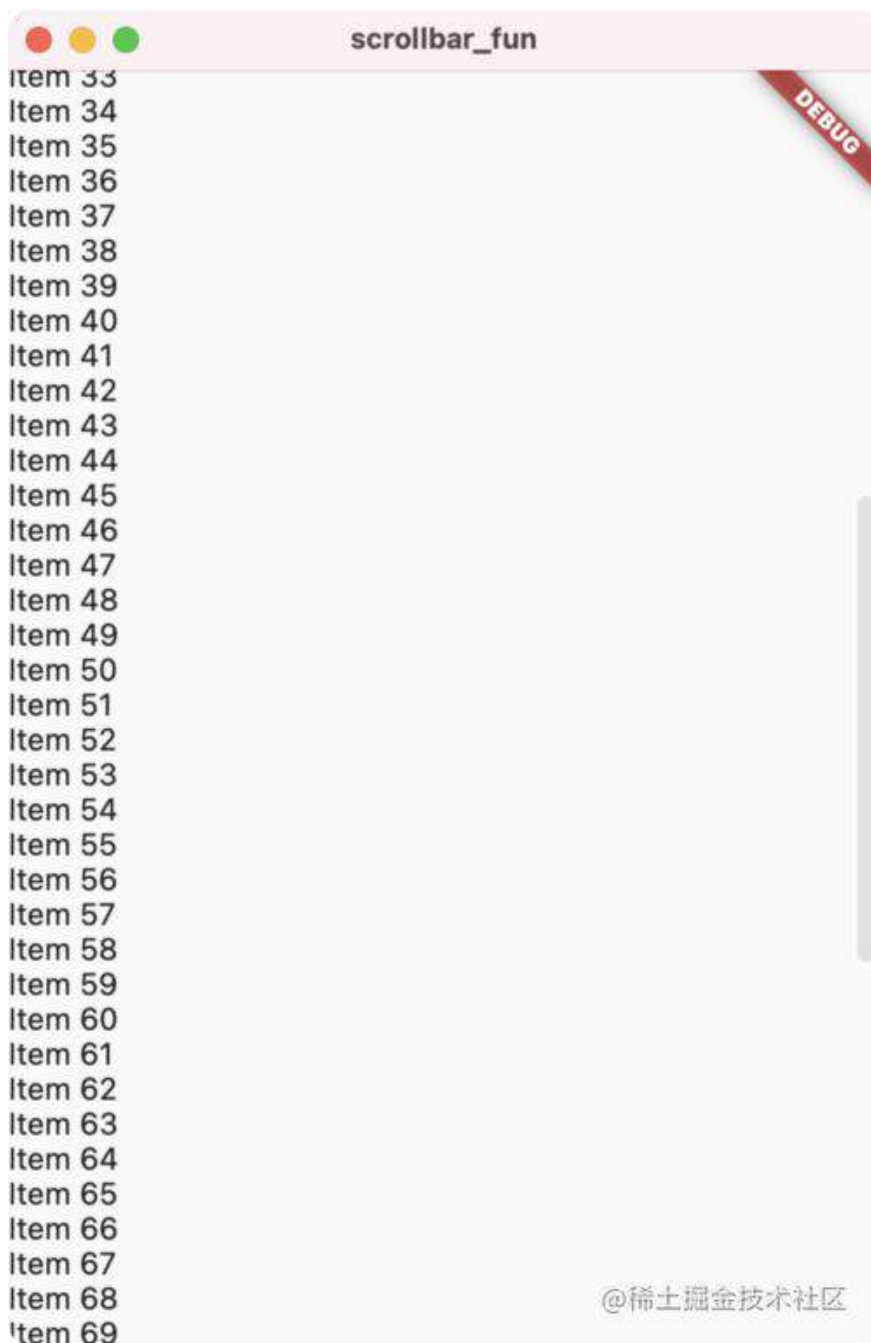 scrollbar_fun
DEBUG
Item 33
Item 34
Item 35
Item 36
Item 37
Item 38
Item 39
Item 40
Item 41
Item 42
Item 43
Item 44
Item 45
Item 46
Item 47
Item 48
Item 49
Item 50
Item 51
Item 52
Item 53
Item 54
Item 55
Item 56
Item 57
Item 58
Item 59
Item 60
Item 61
Item 62
Item 63
Item 64
Item 65
Item 66
Item 67
Item 68
@稀土掘金技术社区
Item 69